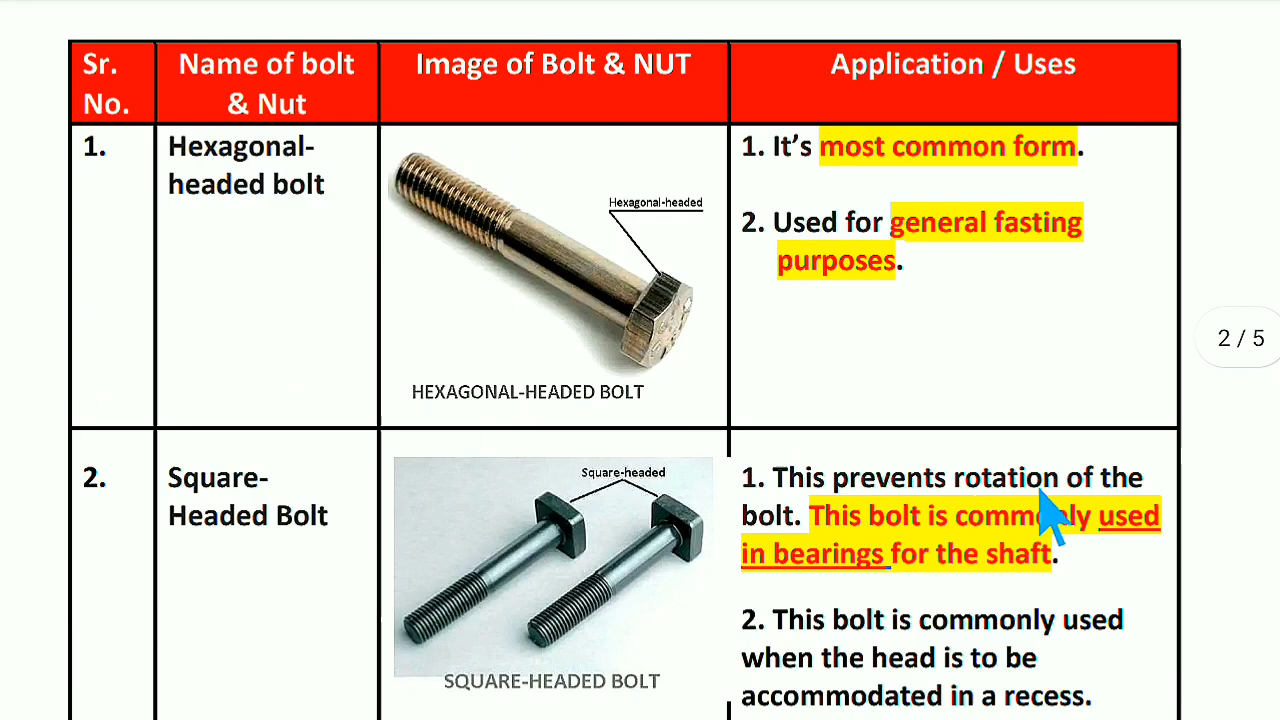 Sr.
No.
Name of bolt
& Nut
Image of Bolt & NUT
Application / Uses
1.
Hexagonal-
headed bolt
Hexagonal-headed
HEXAGONAL-HEADED BOLT
1. It’s most common form.
2. Used for general fasting
purposes.
2 / 5
2.
Square-
Headed Bolt
Square-headed
SQUARE-HEADED BOLT
1. This prevents rotation of the
bolt. This bolt is commonly used
in bearings for the shaft.
2. This bolt is commonly used
when the head is to be
accommodated in a recess.